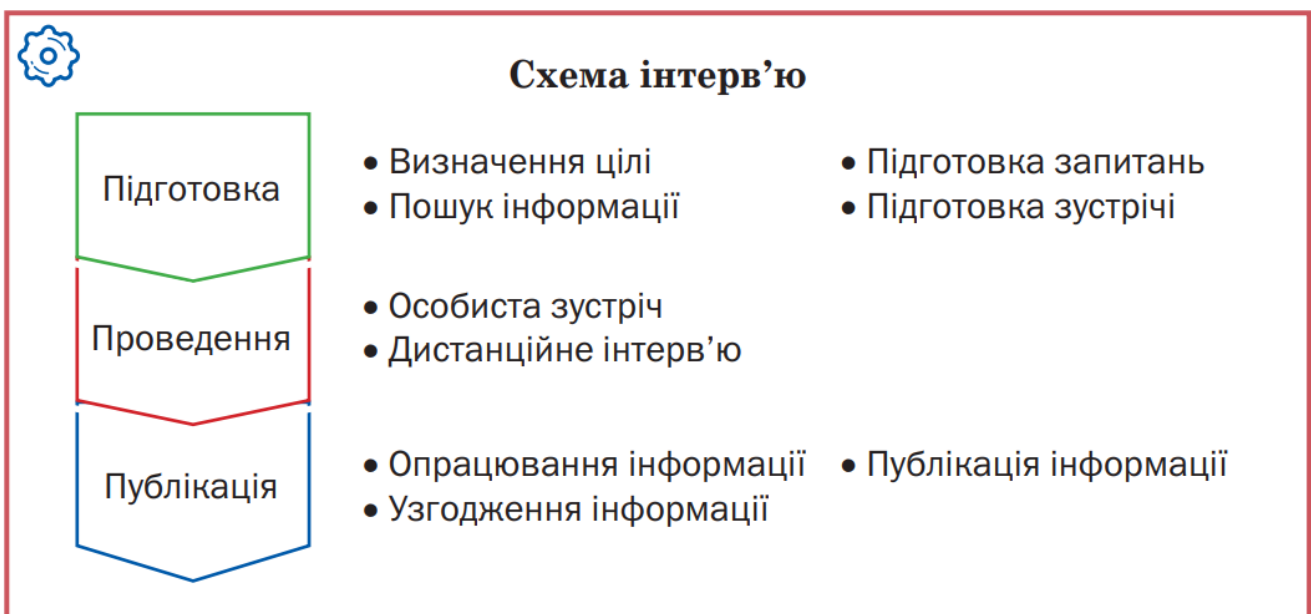 Схема інтерв’ю
Підготовка
• Визначення цілі
• Пошук інформації
• Підготовка запитань
• Підготовка зустрічі
Проведення
• Особиста зустріч
• Дистанційне інтерв’ю
Публікація
• Опрацювання інформації
• Узгодження інформації
• Публікація інформації